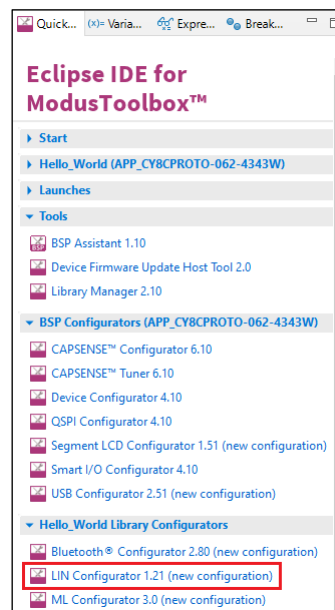 Quick... (x)= Varia... Expre... Break...
Eclipse IDE for
ModusToolbox™
Start
Hello_World (APP_CY8CPROTO-062-4343W)
Launches
Tools
BSP Assistant 1.10
Device Firmware Update Host Tool 2.0
Library Manager 2.10
BSP Configurators (APP_CY8CPROTO-062-4343W)
CAPSENSE™ Configurator 6.10
CAPSENSE™ Tuner 6.10
Device Configurator 4.10
QSPI Configurator 4.10
Segment LCD Configurator 1.51 (new configuration)
Smart I/O Configurator 4.10
USB Configurator 2.51 (new configuration)
Hello_World Library Configurators
Bluetooth® Configurator 2.80 (new configuration)
LIN Configurator 1.21 (new configuration)
ML Configurator 3.0 (new configuration)